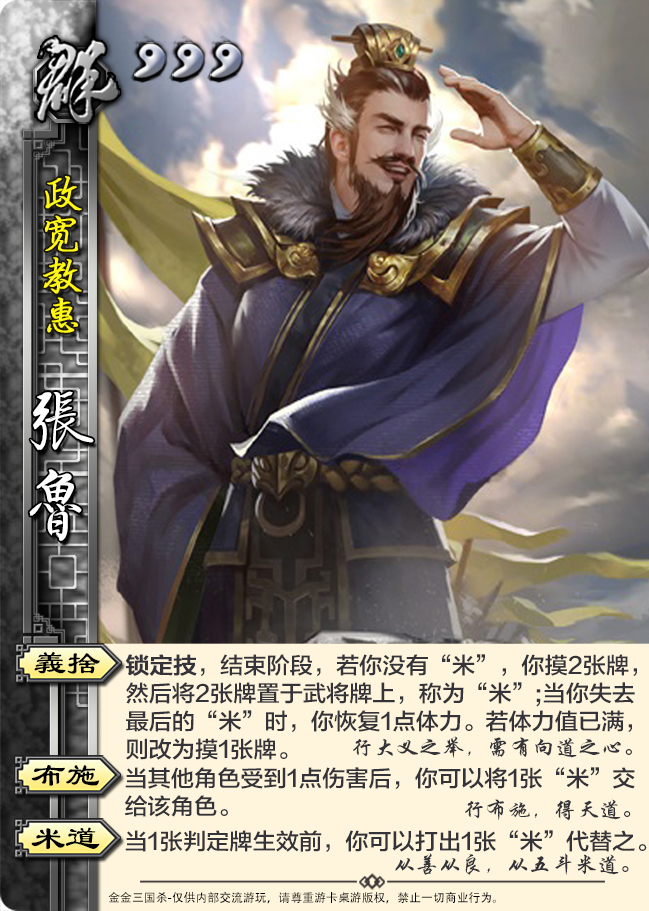 群
政宽教惠
張魯
義捨
锁定技，结束阶段，若你没有“米”，你摸2张牌，
然后将2张牌置于武将牌上，称为“米”;当你失去
最后的“米”时，你恢复1点体力。若体力值已满，
则改为摸1张牌。 行大义之举，需有向道之心。
布施
当其他角色受到1点伤害后，你可以将1张“米”交
给该角色。 行布施，得天道。
米道
当1张判定牌生效前，你可以打出1张“米”代替之。
从善从良，从五斗米道。
金金三国杀-仅供内部交流游玩，请尊重游卡桌游版权，禁止一切商业行为。